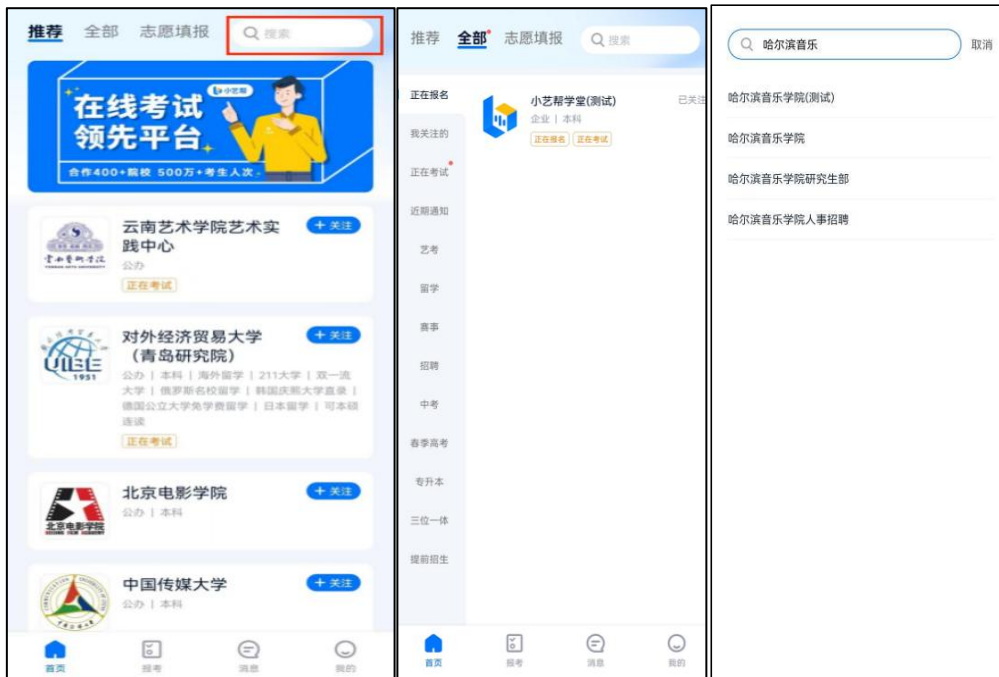 推荐 全部 志愿填报 搜索
小艺帮
在线考试
领先平台
合作400+院校 500万+考生人次
云南艺术学院艺术实
践中心
+ 关注
公办
正在考试
对外经济贸易大学
（青岛研究院）
+ 关注
公办 | 本科 | 海外留学 | 211大学 | 双一流
大学 | 俄罗斯名校留学 | 韩国庆熙大学直录 |
德国公立大学免学费留学 | 日本留学 | 可本硕
连读
正在考试
UIBE
1951
北京电影学院
+ 关注
公办 | 本科
北京电影学院
中国传媒大学
+ 关注
公办 | 本科
首页 报考 消息 我的
推荐 全部 志愿填报 搜索
正在报名
我关注的
正在考试
近期通知
艺考
留学
赛事
招聘
中考
春季高考
专升本
三位一体
提前招生
小艺帮学堂(测试)
已关注
企业 | 本科
正在报名 正在考试
首页 报考 消息 我的
哈尔滨音乐 取消
哈尔滨音乐学院(测试)
哈尔滨音乐学院
哈尔滨音乐学院研究生部
哈尔滨音乐学院人事招聘